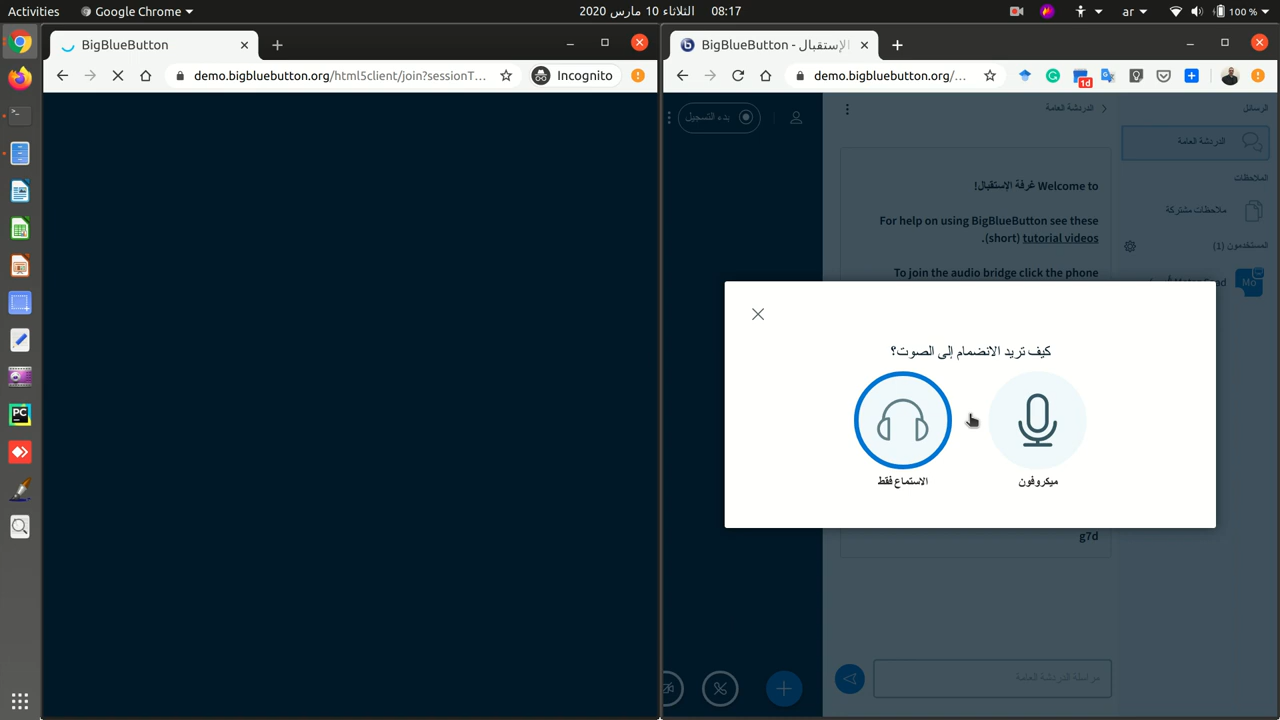 Activities
Google Chrome
الثلاثاء 10 مارس 2020 08:17
ar
100 %
BigBlueButton
demo.bigbluebutton.org/html5client/join?sessionT...
Incognito
BigBlueButton - الإستقبال
demo.bigbluebutton.org/...
1d
بدء التسجيل
الدردشة العامة
الرسائل
الدردشة العامة
الملاحظات
ملاحظات مشتركة
المستخدمون (1)
Mo
Welcome to غرفة الإستقبال!
For help on using BigBlueButton see these
(short) tutorial videos.
To join the audio bridge click the phone
كيف تريد الانضمام إلى الصوت؟
ميكروفون
الاستماع فقط
g7d
مراسلة الدردشة العامة
PC